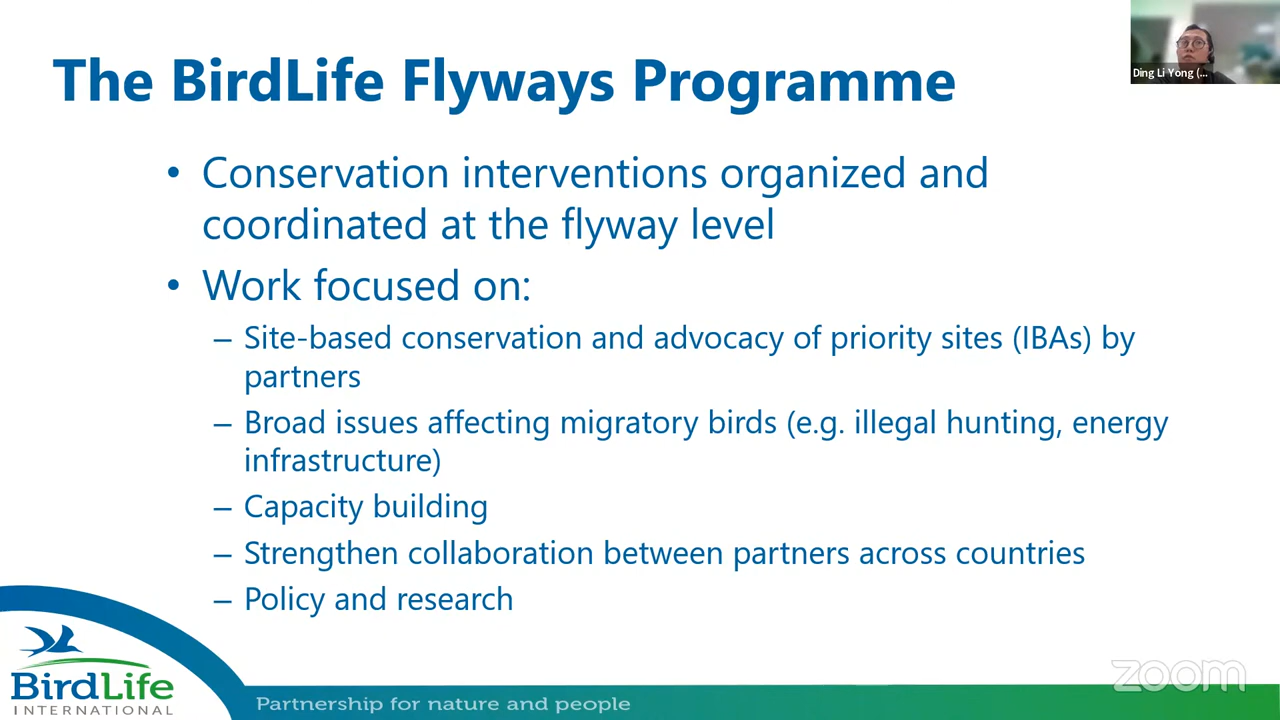 The BirdLife Flyways Programme
Ding Li Yong (...
• Conservation interventions organized and
coordinated at the flyway level
• Work focused on:
– Site-based conservation and advocacy of priority sites (IBAs) by
partners
– Broad issues affecting migratory birds (e.g. illegal hunting, energy
infrastructure)
– Capacity building
– Strengthen collaboration between partners across countries
– Policy and research
BirdLife
INTERNATIONAL
Partnership for nature and people
zoom